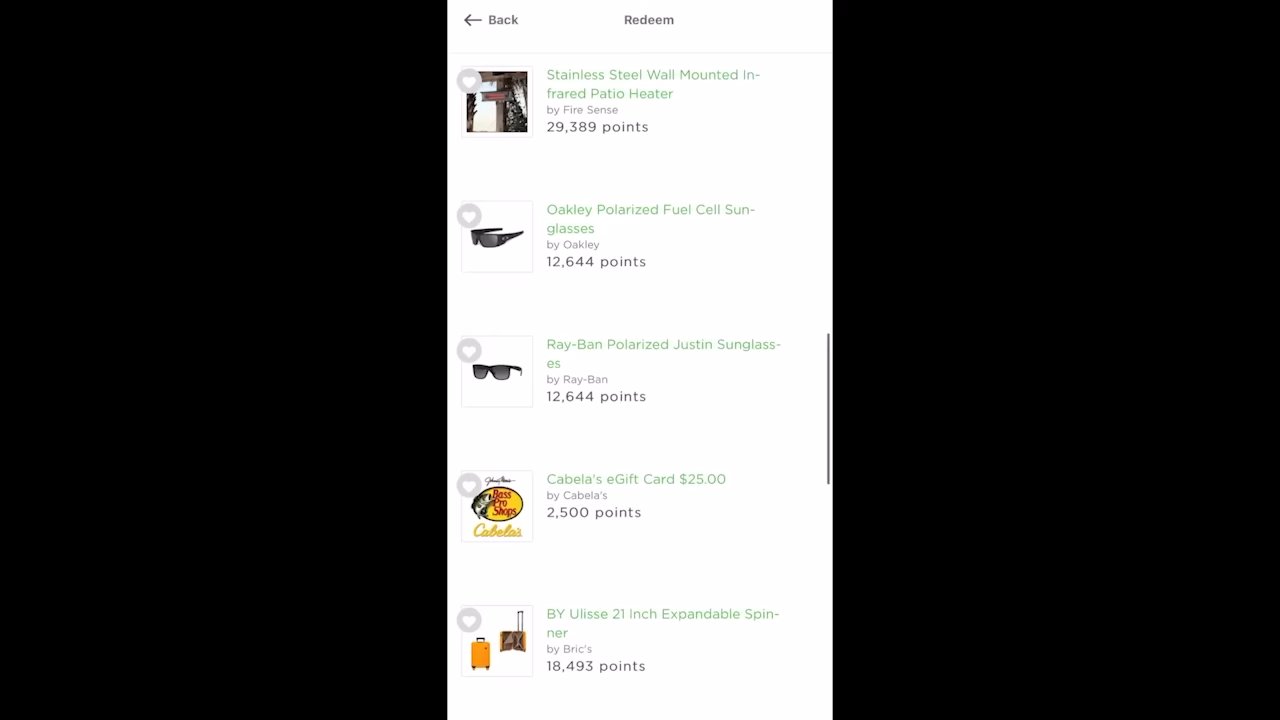 Back
Redeem
Stainless Steel Wall Mounted In-
frared Patio Heater
by Fire Sense
29,389 points
Oakley Polarized Fuel Cell Sun-
glasses
by Oakley
12,644 points
Ray-Ban Polarized Justin Sunglass-
es
by Ray-Ban
12,644 points
Bass
Pro
Shops
Cabela's
Cabela's eGift Card $25.00
by Cabela's
2,500 points
BY Ulisse 21 Inch Expandable Spin-
ner
by Bric's
18,493 points